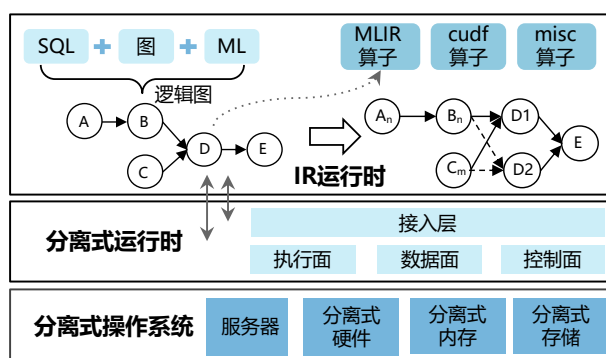 SQL + 图 + ML
逻辑图
MLIR
算子
cudf
算子
misc
算子
A
B
C
D
E
IR运行时
Aₙ
Bₙ
Cₘ
D1
D2
E
分离式运行时
接入层
执行面
数据面
控制面
分离式操作系统
服务器
分离式
硬件
分离式
内存
分离式
存储